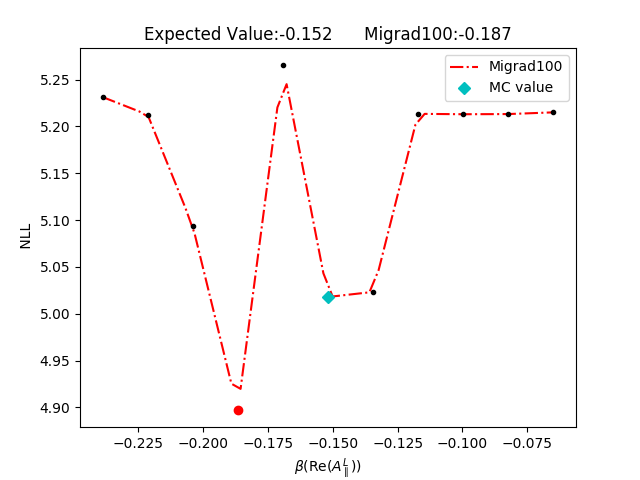 Expected Value:-0.152 Migrad100:-0.187
Migrad100
MC value
NLL
5.25
5.20
5.15
5.10
5.05
5.00
4.95
4.90
−0.225 −0.200 −0.175 −0.150 −0.125 −0.100 −0.075
β(Re(A^L_∥))